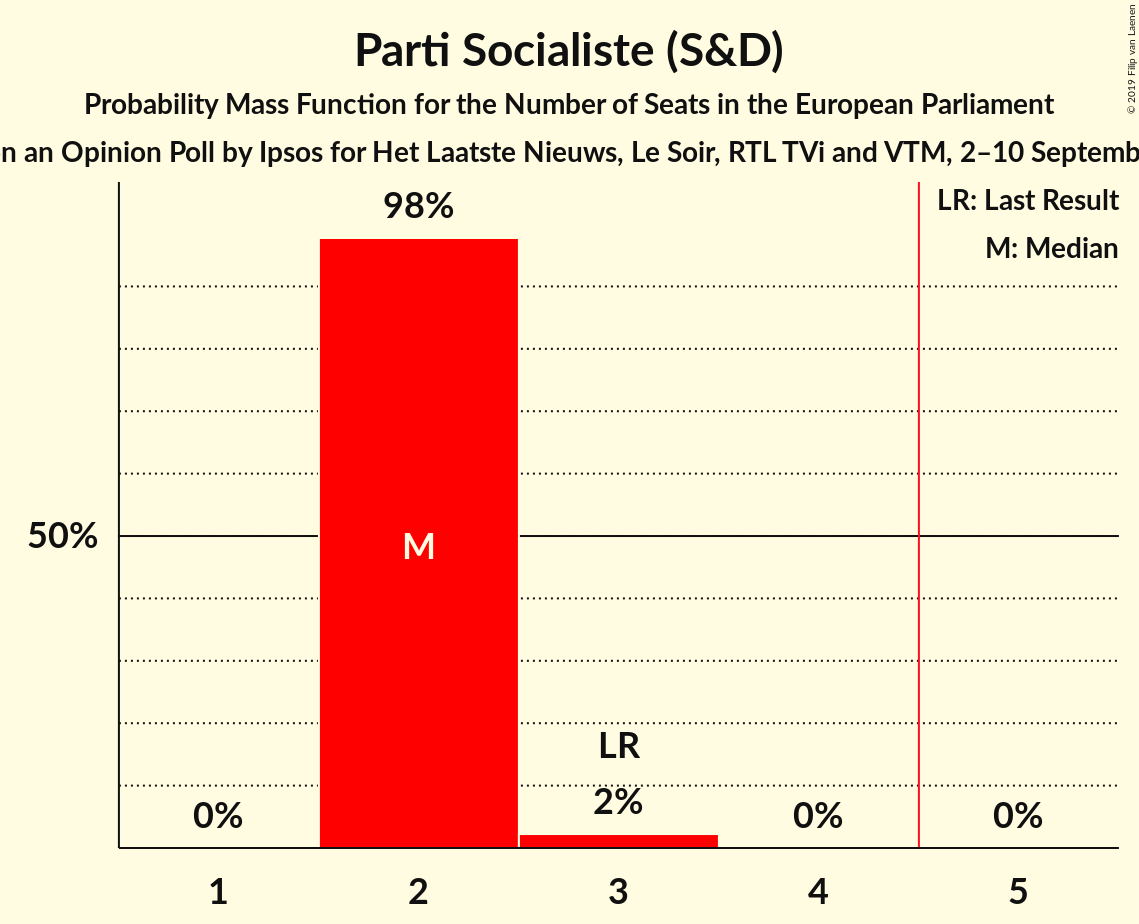 Parti Socialiste (S&D)
Probability Mass Function for the Number of Seats in the European Parliament
n an Opinion Poll by Ipsos for Het Laatste Nieuws, Le Soir, RTL TVi and VTM, 2–10 Septemb
© 2019 Filip van Laenen
LR: Last Result
M: Median
98%
50%
M
LR
0%
2%
0%
0%
1
2
3
4
5